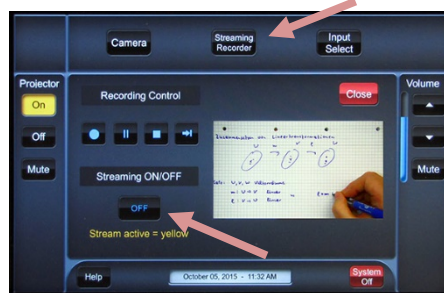 Camera
Streaming
Recorder
Input
Select
Projector
On
Off
Mute
Recording Control
Close
Streaming ON/OFF
OFF
Stream active = yellow
Volume
Mute
Help
October 05, 2015 - 11:32 AM
System
Off